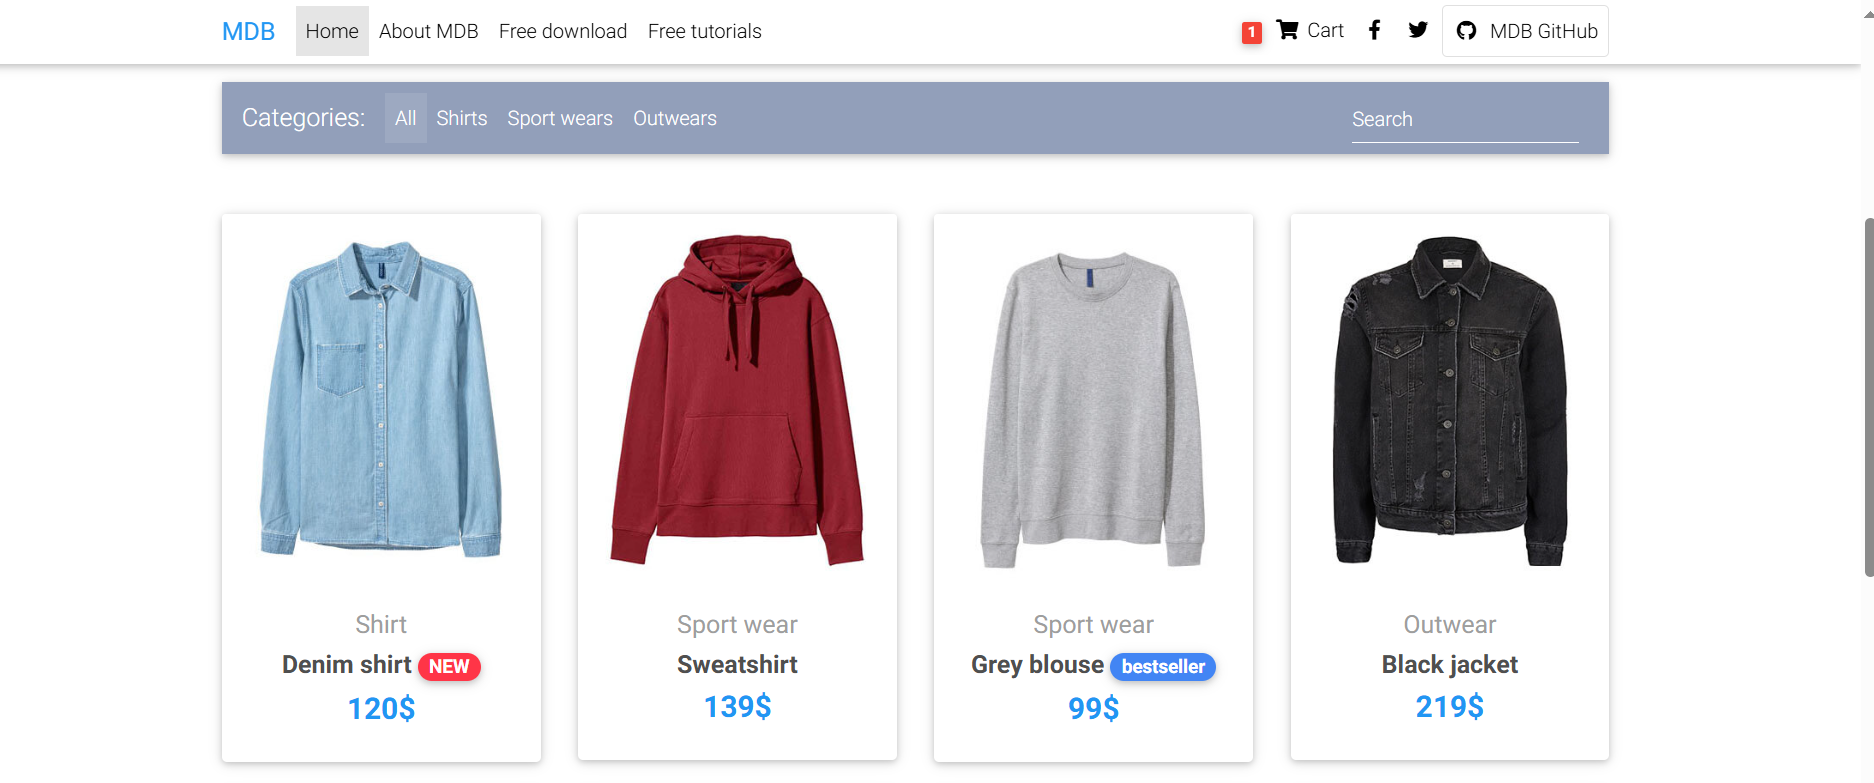 MDB Home About MDB Free download Free tutorials 1 Cart MDB GitHub
Categories: All Shirts Sport wears Outwears Search
Shirt
Denim shirt NEW
120$
Sport wear
Sweatshirt
139$
Sport wear
Grey blouse bestseller
99$
Outwear
Black jacket
219$